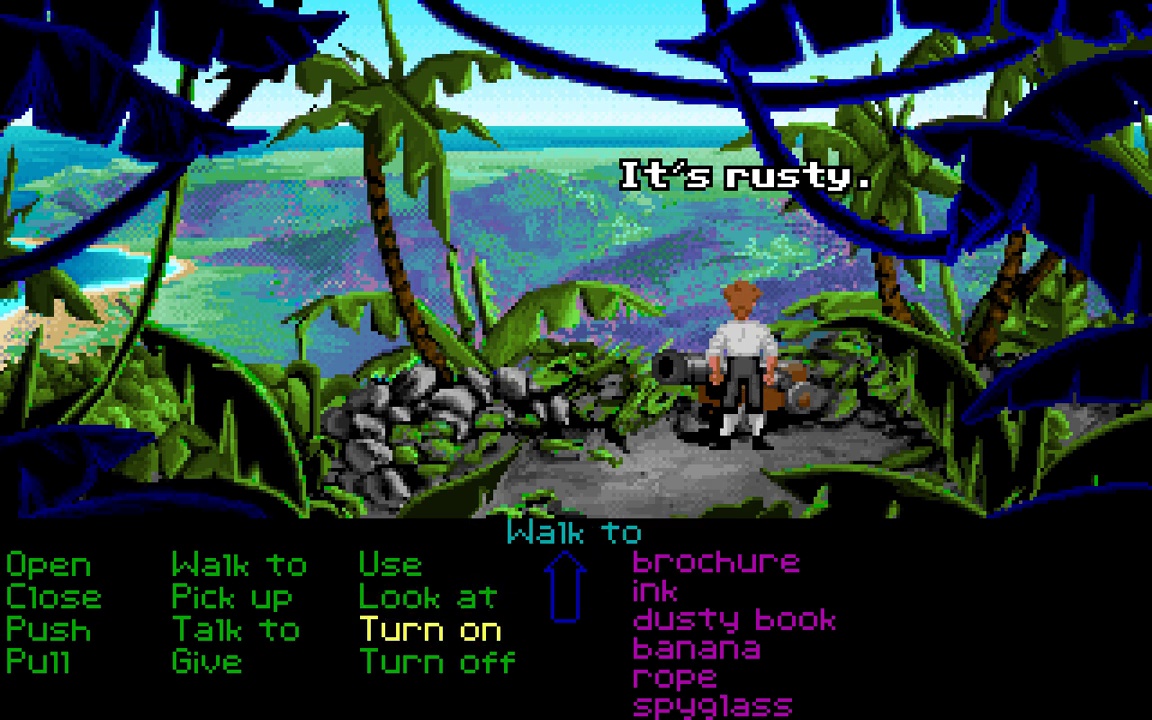 It's rusty.
Walk to
Open Walk to Use brochure
Close Pick up Look at ink
Push Talk to Turn on dusty book
Pull Give Turn off banana
rope
spyglass